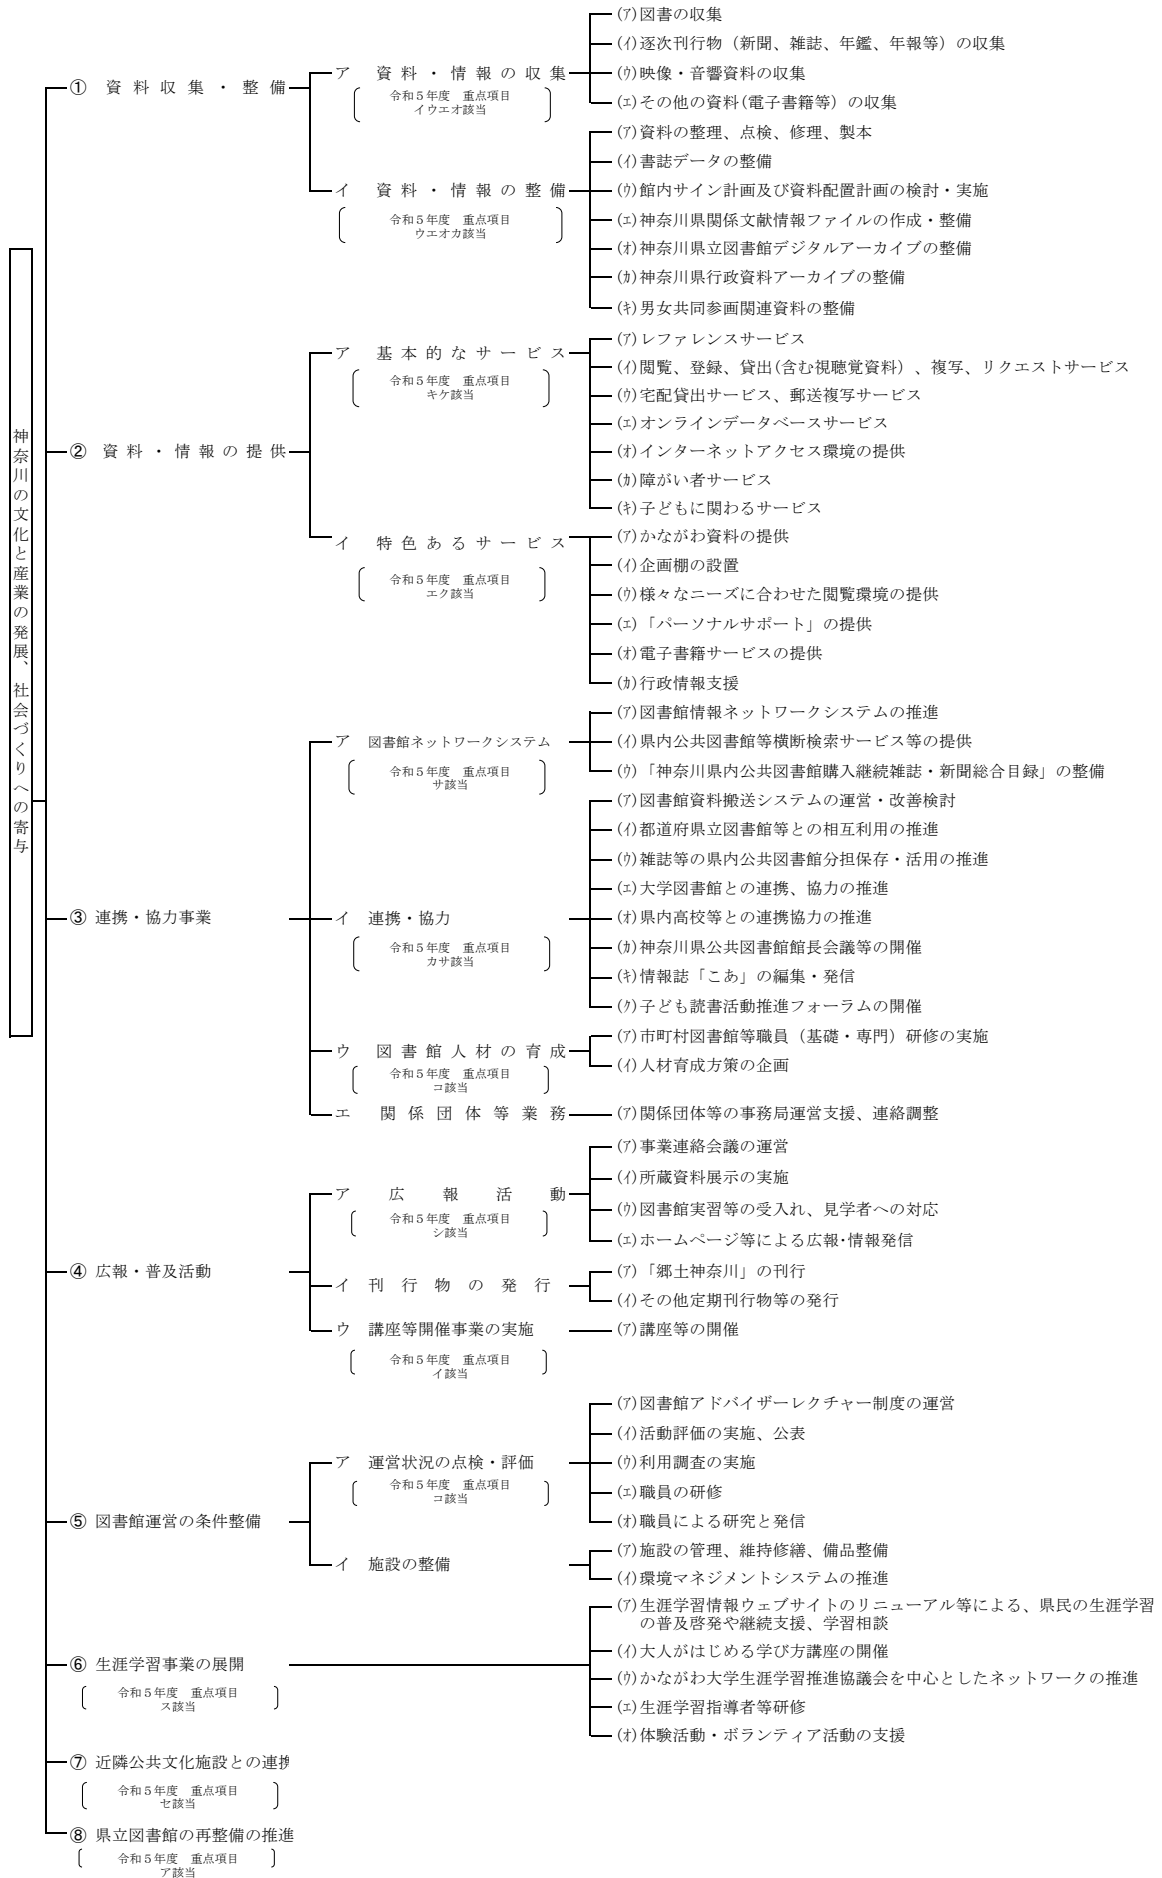 神奈川の文化と産業の発展、社会づくりへの寄与
① 資料収集・整備
ア 資料・情報の収集
令和５年度 重点項目
イウエオ該当
(ｱ)図書の収集
(ｲ)逐次刊行物（新聞、雑誌、年鑑、年報等）の収集
(ｳ)映像・音響資料の収集
(ｴ)その他の資料(電子書籍等）の収集
イ 資料・情報の整備
令和５年度 重点項目
ウエオカ該当
(ｱ)資料の整理、点検、修理、製本
(ｲ)書誌データの整備
(ｳ)館内サイン計画及び資料配置計画の検討・実施
(ｴ)神奈川県関係文献情報ファイルの作成・整備
(ｵ)神奈川県立図書館デジタルアーカイブの整備
(ｶ)神奈川県行政資料アーカイブの整備
(ｷ)男女共同参画関連資料の整備
② 資料・情報の提供
ア 基本的なサービス
令和５年度 重点項目
キケ該当
(ｱ)レファレンスサービス
(ｲ)閲覧、登録、貸出(含む視聴覚資料）、複写、リクエストサービス
(ｳ)宅配貸出サービス、郵送複写サービス
(ｴ)オンラインデータベースサービス
(ｵ)インターネットアクセス環境の提供
(ｶ)障がい者サービス
(ｷ)子どもに関わるサービス
イ 特色あるサービス
令和５年度 重点項目
エク該当
(ｱ)かながわ資料の提供
(ｲ)企画棚の設置
(ｳ)様々なニーズに合わせた閲覧環境の提供
(ｴ)「パーソナルサポート」の提供
(ｵ)電子書籍サービスの提供
(ｶ)行政情報支援
③ 連携・協力事業
ア 図書館ネットワークシステム
令和５年度 重点項目
サ該当
(ｱ)図書館情報ネットワークシステムの推進
(ｲ)県内公共図書館等横断検索サービス等の提供
(ｳ)「神奈川県内公共図書館購入継続雑誌・新聞総合目録」の整備
イ 連携・協力
令和５年度 重点項目
カサ該当
(ｱ)図書館資料搬送システムの運営・改善検討
(ｲ)都道府県立図書館等との相互利用の推進
(ｳ)雑誌等の県内公共図書館分担保存・活用の推進
(ｴ)大学図書館との連携、協力の推進
(ｵ)県内高校等との連携協力の推進
(ｶ)神奈川県公共図書館館長会議等の開催
(ｷ)情報誌「こあ」の編集・発信
(ｸ)子ども読書活動推進フォーラムの開催
ウ 図書館人材の育成
令和５年度 重点項目
コ該当
(ｱ)市町村図書館等職員（基礎・専門）研修の実施
(ｲ)人材育成方策の企画
エ 関係団体等業務
(ｱ)関係団体等の事務局運営支援、連絡調整
④ 広報・普及活動
ア 広報活動
令和５年度 重点項目
シ該当
(ｱ)事業連絡会議の運営
(ｲ)所蔵資料展示の実施
(ｳ)図書館実習等の受入れ、見学者への対応
(ｴ)ホームページ等による広報･情報発信
イ 刊行物の発行
(ｱ)「郷土神奈川」の刊行
(ｲ)その他定期刊行物等の発行
ウ 講座等開催事業の実施
令和５年度 重点項目
イ該当
(ｱ)講座等の開催
⑤ 図書館運営の条件整備
ア 運営状況の点検・評価
令和５年度 重点項目
コ該当
(ｱ)図書館アドバイザーレクチャー制度の運営
(ｲ)活動評価の実施、公表
(ｳ)利用調査の実施
(ｴ)職員の研修
(ｵ)職員による研究と発信
イ 施設の整備
(ｱ)施設の管理、維持修繕、備品整備
(ｲ)環境マネジメントシステムの推進
⑥ 生涯学習事業の展開
令和５年度 重点項目
ス該当
(ｱ)生涯学習情報ウェブサイトのリニューアル等による、県民の生涯学習
の普及啓発や継続支援、学習相談
(ｲ)大人がはじめる学び方講座の開催
(ｳ)かながわ大学生涯学習推進協議会を中心としたネットワークの推進
(ｴ)生涯学習指導者等研修
(ｵ)体験活動・ボランティア活動の支援
⑦ 近隣公共文化施設との連携
令和５年度 重点項目
セ該当
⑧ 県立図書館の再整備の推進
令和５年度 重点項目
ア該当